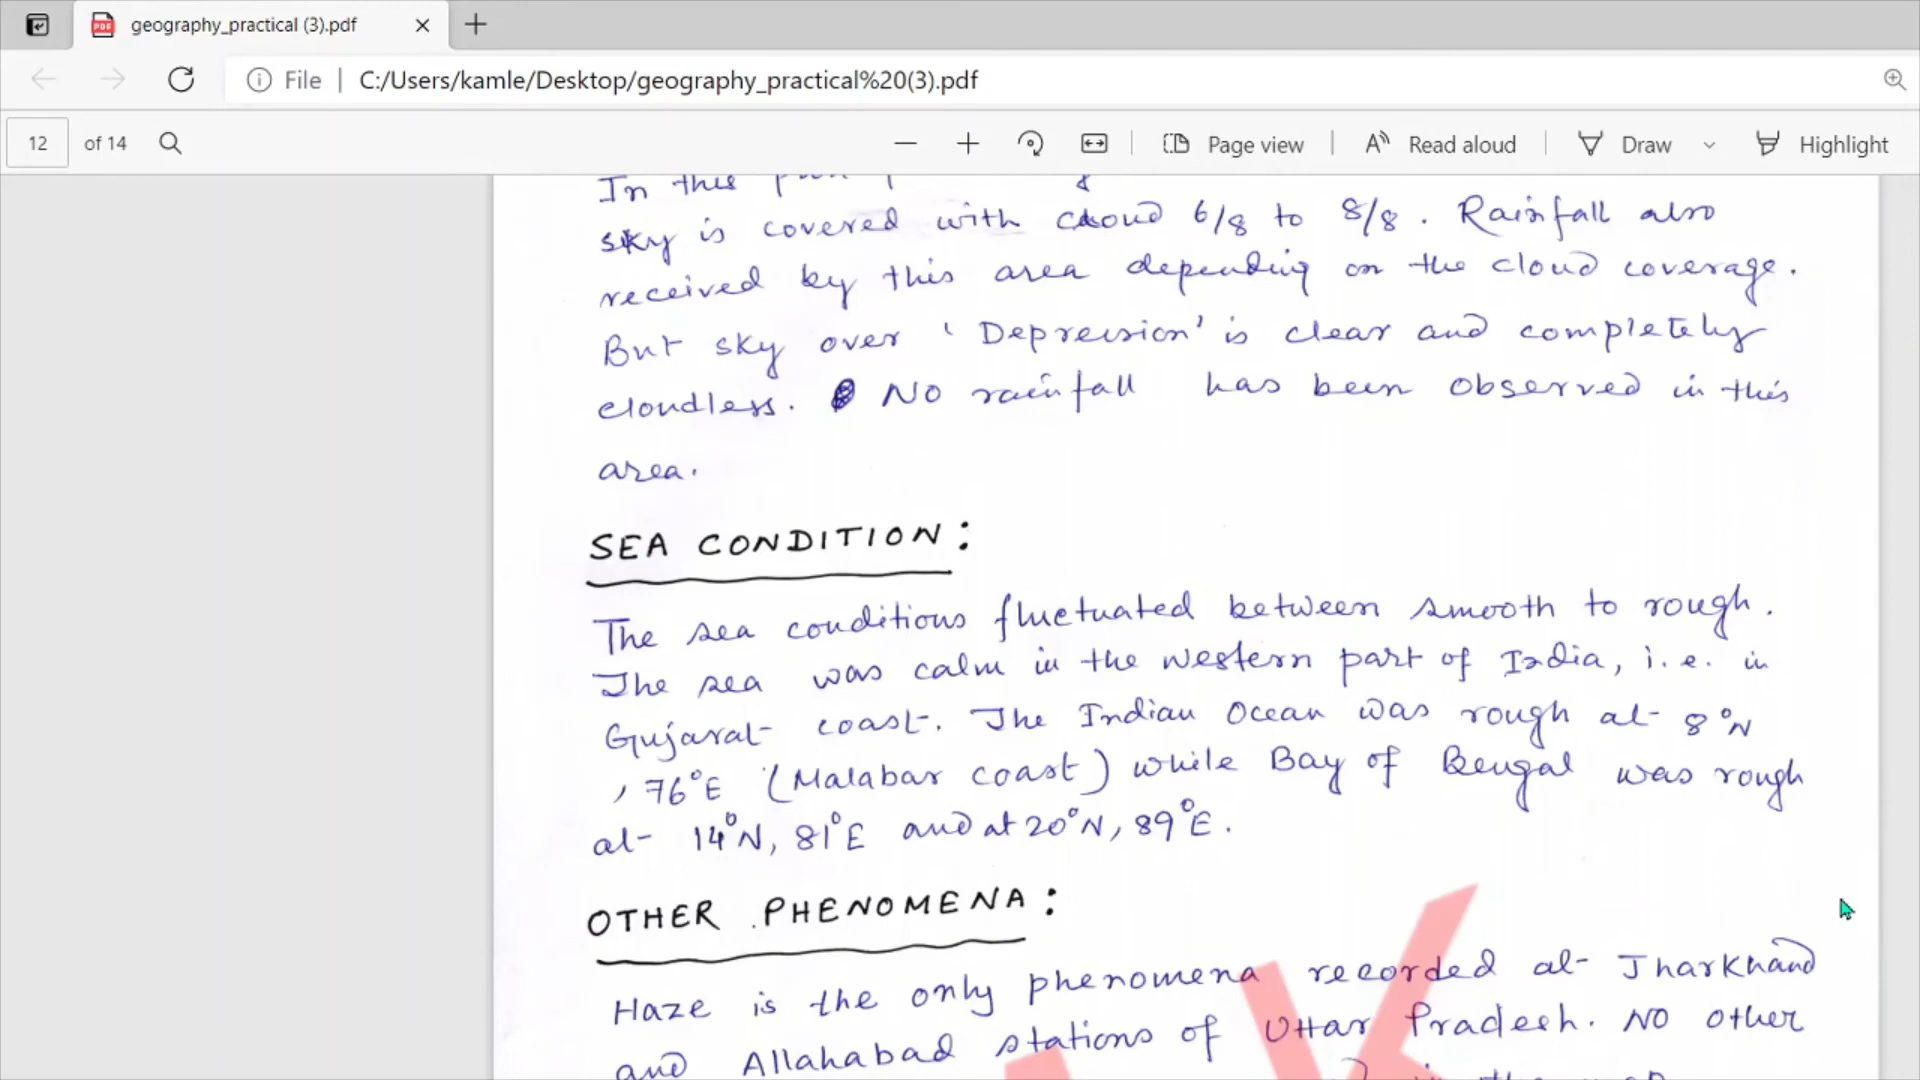 geography_practical (3).pdf
File | C:/Users/kamle/Desktop/geography_practical%20(3).pdf
12 of 14 Page view Read aloud Draw Highlight
In this
sky is covered with cloud 6/8 to 8/8. Rainfall also
received by this area depending on the cloud coverage.
But sky over 'Depression' is clear and completely
cloudless. No rainfall has been observed in this
area.
SEA CONDITION:
The sea conditions fluctuated between smooth to rough.
The sea was calm in the western part of India, i.e. in
Gujarat coast. The Indian Ocean was rough at 8°N
, 76°E (Malabar coast) while Bay of Bengal was rough
at 14°N, 81°E and at 20°N, 89°E.
OTHER PHENOMENA:
Haze is the only phenomena recorded at Jharkhand
and Allahabad stations of Uttar Pradesh. No other